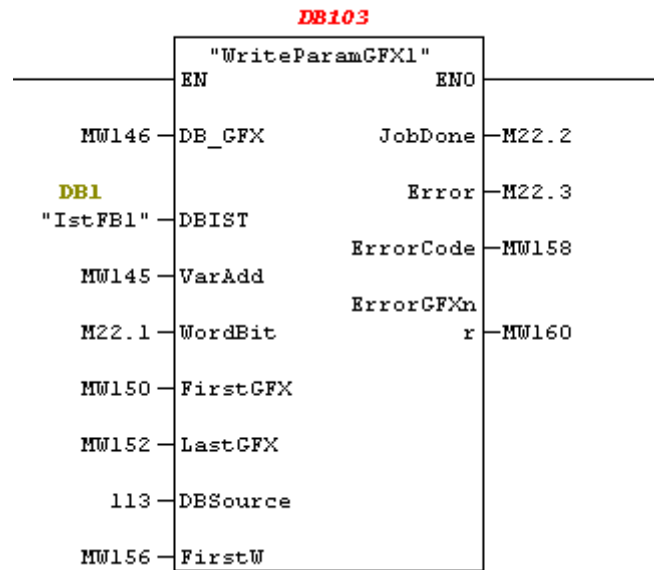 DB103
"WriteParamGFX1"
EN ENO
MW146 DB_GFX JobDone M22.2
DB1 Error M22.3
"IstFB1" DBIST
ErrorCode MW158
MW145 VarAdd
ErrorGFXn
M22.1 WordBit r MW160
MW150 FirstGFX
MW152 LastGFX
113 DBSource
MW156 FirstW